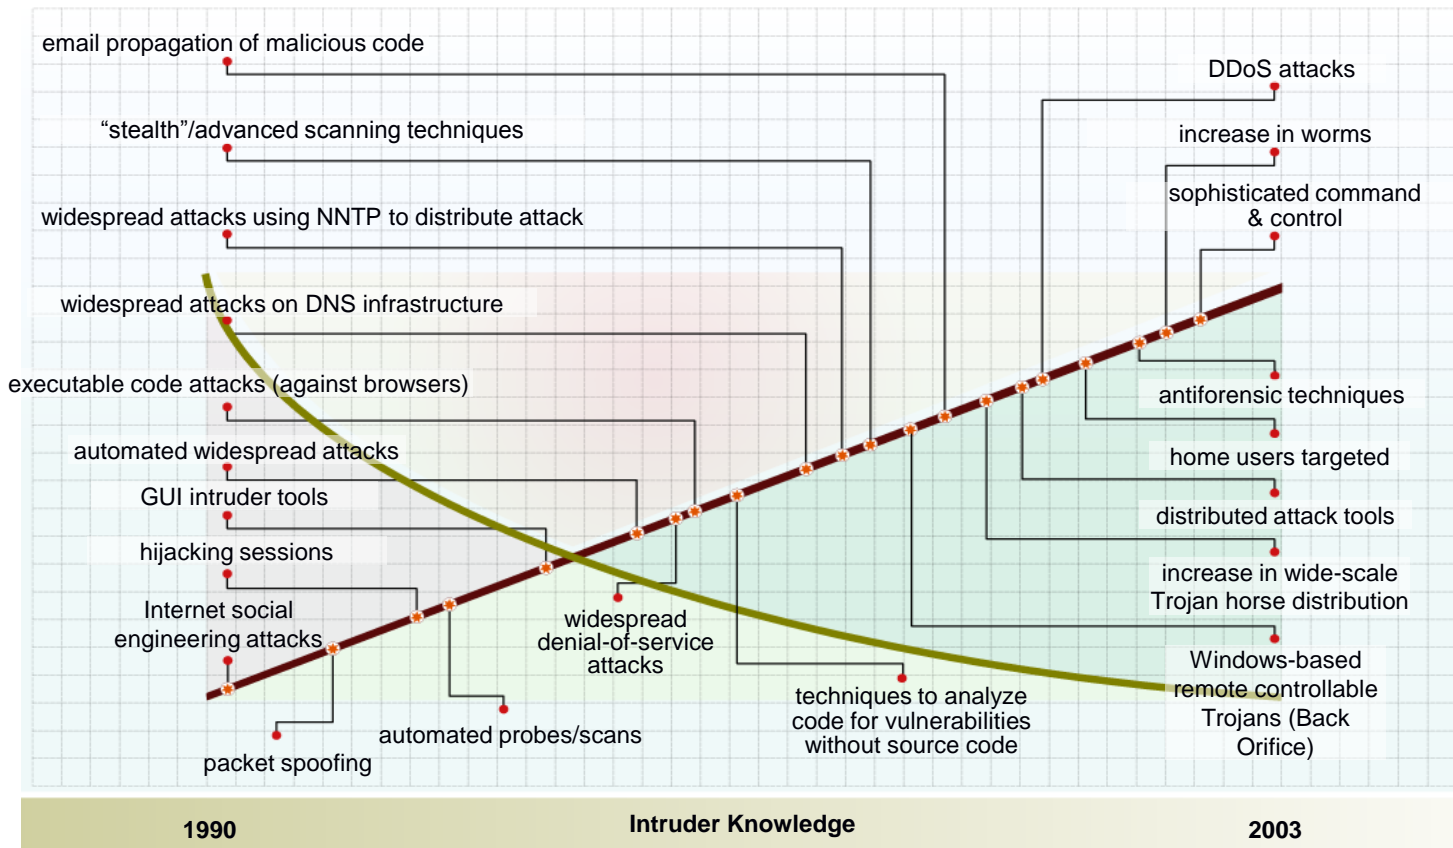 email propagation of malicious code
DDoS attacks
“stealth”/advanced scanning techniques
increase in worms
sophisticated command
& control
widespread attacks using NNTP to distribute attack
widespread attacks on DNS infrastructure
executable code attacks (against browsers)
antiforensic techniques
automated widespread attacks
home users targeted
GUI intruder tools
distributed attack tools
hijacking sessions
increase in wide-scale
Trojan horse distribution
Internet social
engineering attacks
widespread
denial-of-service
attacks
Windows-based
remote controllable
Trojans (Back
Orifice)
techniques to analyze
code for vulnerabilities
without source code
automated probes/scans
packet spoofing
1990
Intruder Knowledge
2003